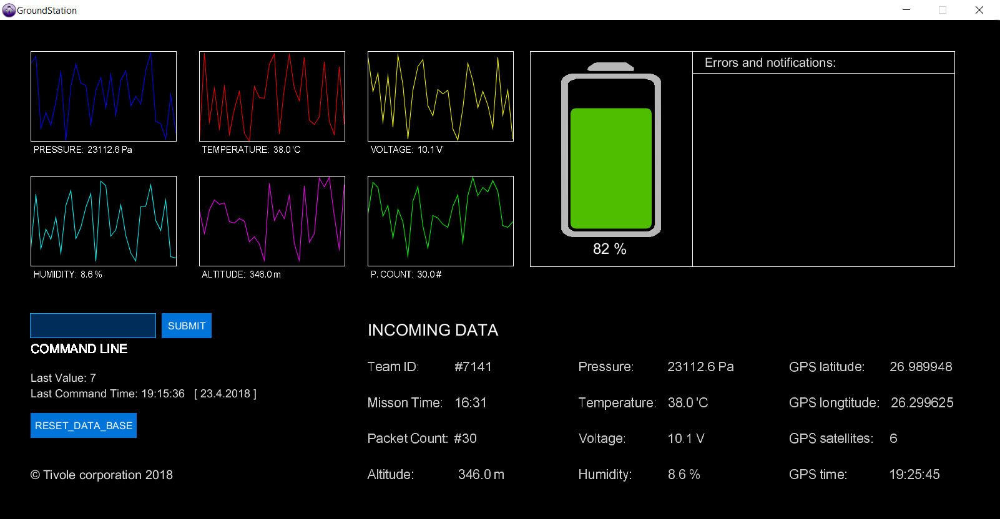 GroundStation
PRESSURE: 23112.6 Pa
TEMPERATURE: 38.0 'C
VOLTAGE: 10.1 V
HUMIDITY: 8.6 %
ALTITUDE: 346.0 m
P. COUNT: 30.0 #
82 %
Errors and notifications:
SUBMIT
COMMAND LINE
Last Value: 7
Last Command Time: 19:15:36 [ 23.4.2018 ]
RESET_DATA_BASE
© Tivole corporation 2018
INCOMING DATA
Team ID: #7141
Misson Time: 16:31
Packet Count: #30
Altitude: 346.0 m
Pressure: 23112.6 Pa
Temperature: 38.0 'C
Voltage: 10.1 V
Humidity: 8.6 %
GPS latitude: 26.989948
GPS longtitude: 26.299625
GPS satellites: 6
GPS time: 19:25:45